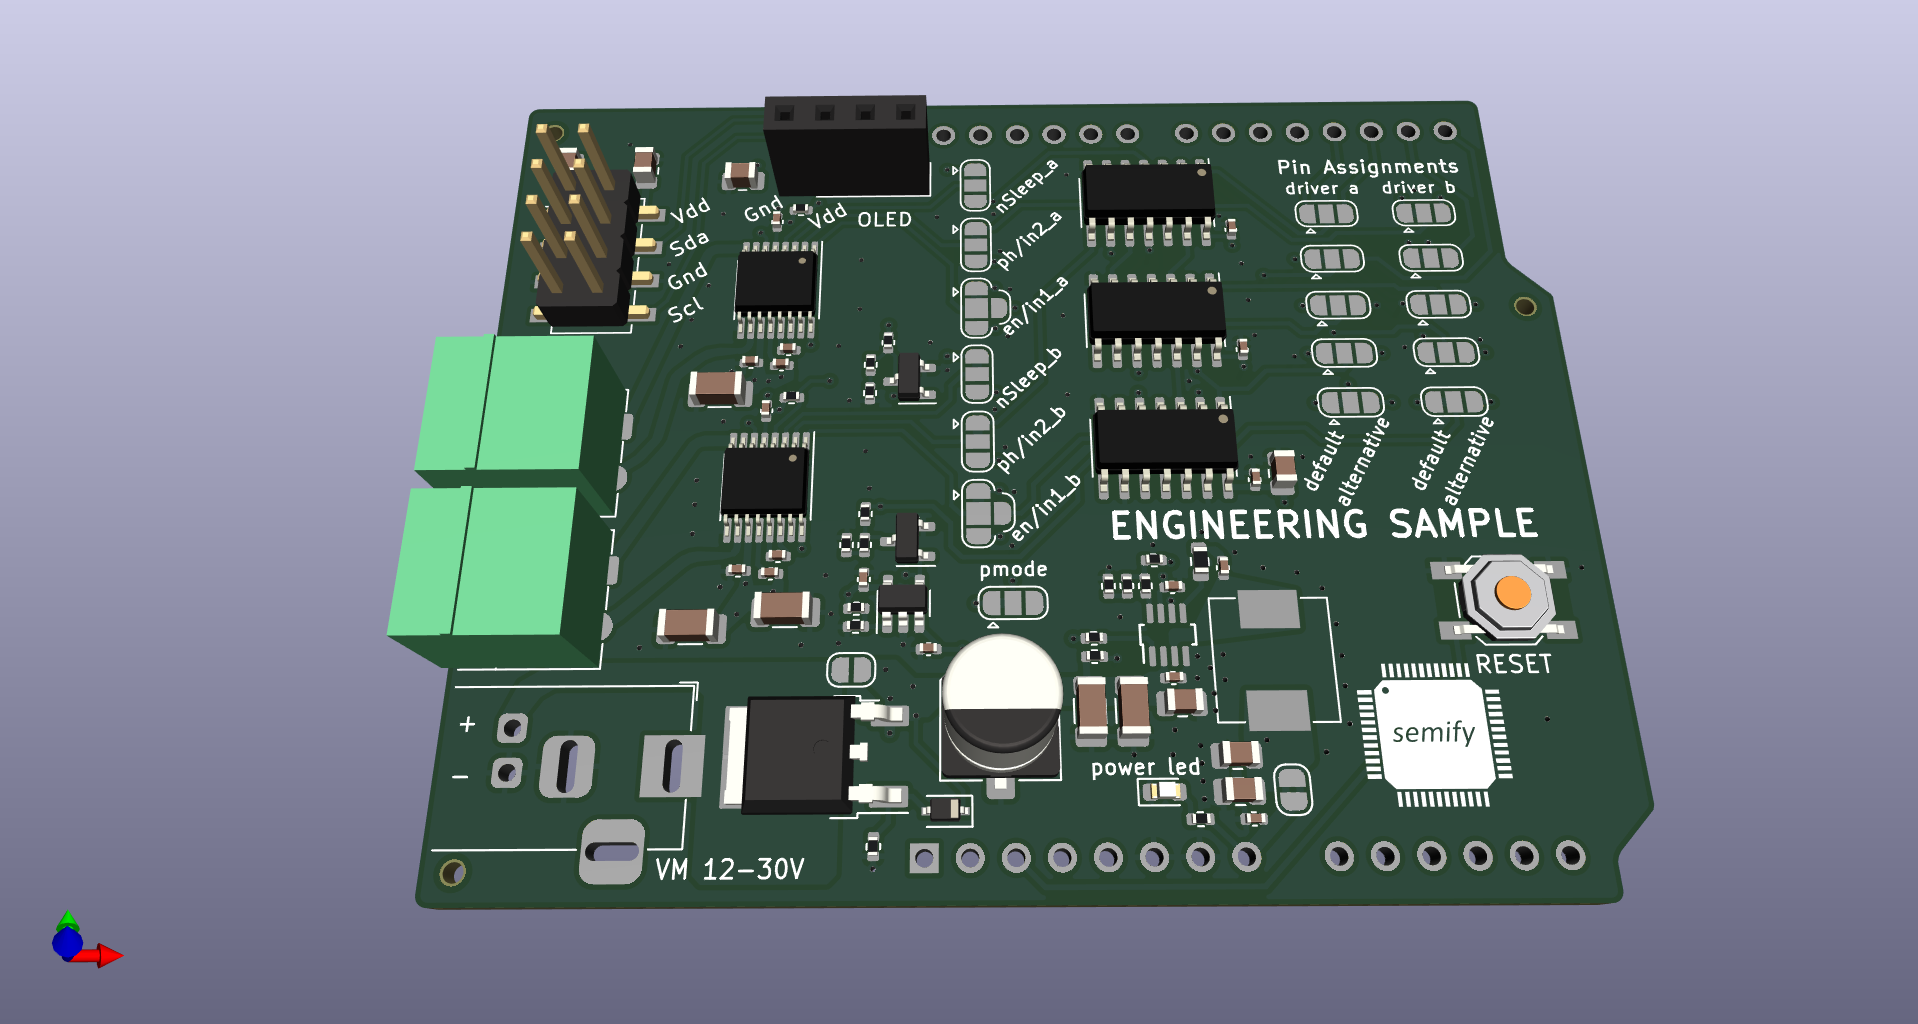 Vdd
Sda
Gnd
Scl
Gnd
Vdd
OLED
nSleep_a
ph/in2_a
en/in1_a
nSleep_b
ph/in2_b
en/in1_b
Pin Assignments
driver a driver b
default
alternative
default
alternative
ENGINEERING SAMPLE
pmode
RESET
semify
power led
+
-
VM 12-30V